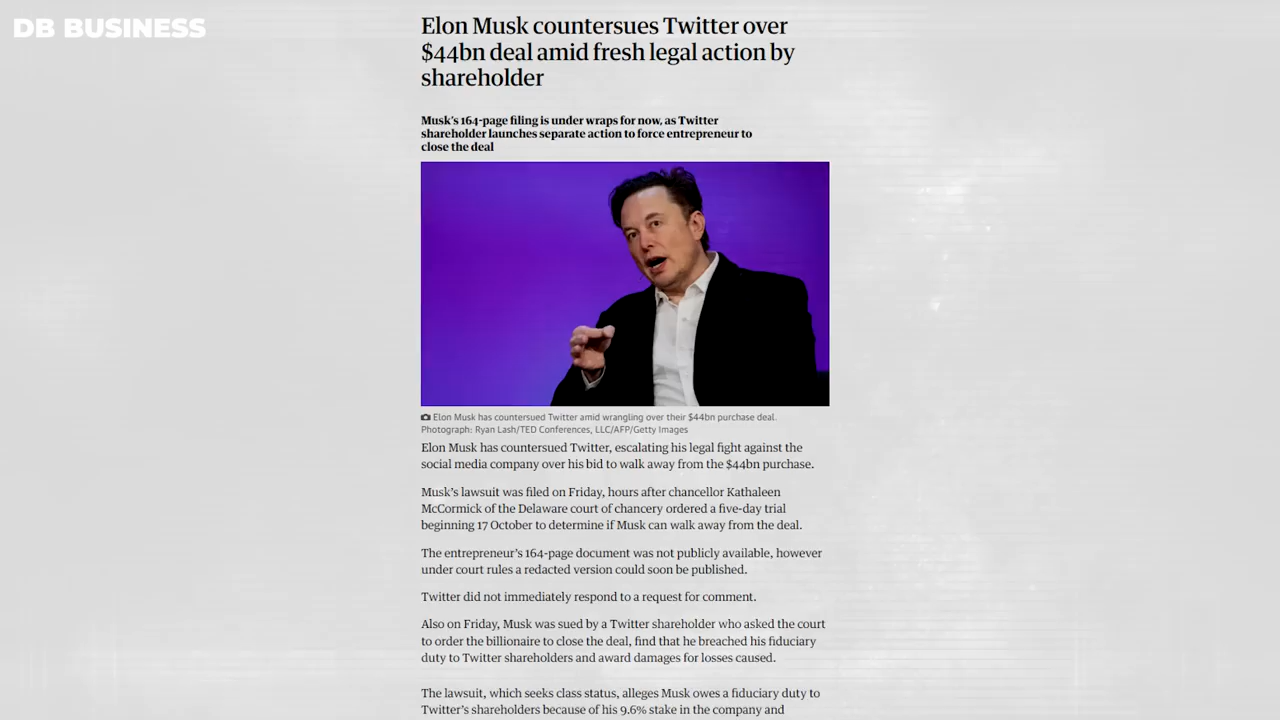 DB BUSINESS
Elon Musk countersues Twitter over
$44bn deal amid fresh legal action by
shareholder
Musk's 164-page filing is under wraps for now, as Twitter
shareholder launches separate action to force entrepreneur to
close the deal
Elon Musk has countersued Twitter amid wrangling over their $44bn purchase deal.
Photograph: Ryan Lash/TED Conferences, LLC/AFP/Getty Images
Elon Musk has countersued Twitter, escalating his legal fight against the
social media company over his bid to walk away from the $44bn purchase.
Musk's lawsuit was filed on Friday, hours after chancellor Kathaleen
McCormick of the Delaware court of chancery ordered a five-day trial
beginning 17 October to determine if Musk can walk away from the deal.
The entrepreneur's 164-page document was not publicly available, however
under court rules a redacted version could soon be published.
Twitter did not immediately respond to a request for comment.
Also on Friday, Musk was sued by a Twitter shareholder who asked the court
to order the billionaire to close the deal, find that he breached his fiduciary
duty to Twitter shareholders and award damages for losses caused.
The lawsuit, which seeks class status, alleges Musk owes a fiduciary duty to
Twitter's shareholders because of his 9.6% stake in the company and